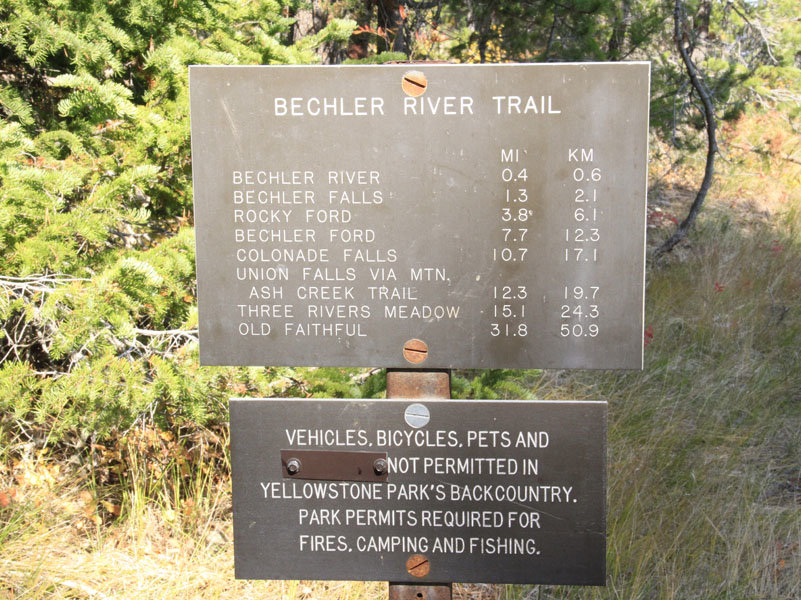 BECHLER RIVER TRAIL
MI KM
BECHLER RIVER 0.4 0.6
BECHLER FALLS 1.3 2.1
ROCKY FORD 3.8 6.1
BECHLER FORD 7.7 12.3
COLONADE FALLS 10.7 17.1
UNION FALLS VIA MTN.
ASH CREEK TRAIL 12.3 19.7
THREE RIVERS MEADOW 15.1 24.3
OLD FAITHFUL 31.8 50.9
VEHICLES, BICYCLES, PETS AND
NOT PERMITTED IN
YELLOWSTONE PARK'S BACKCOUNTRY.
PARK PERMITS REQUIRED FOR
FIRES, CAMPING AND FISHING.